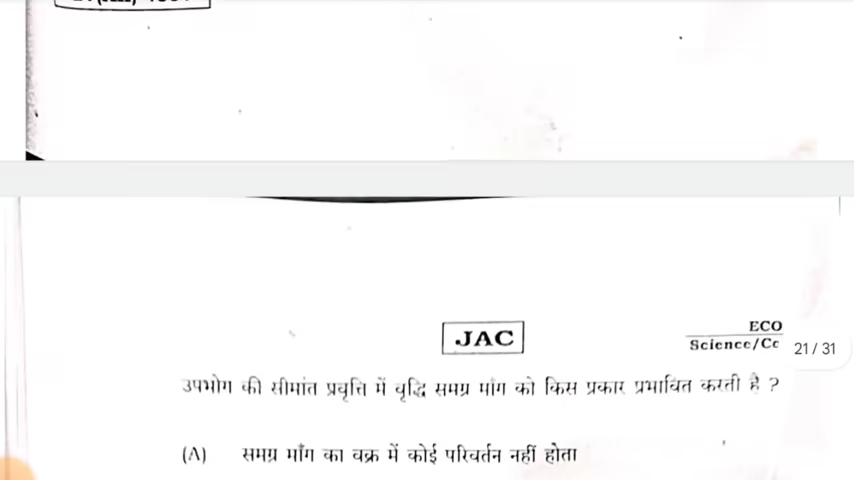 JAC
ECO
Science/Cc
21 / 31
उपभोग की सीमांत प्रवृत्ति में वृद्धि समग्र माँग को किस प्रकार प्रभावित करती है ?
(A) समग्र माँग का वक्र में कोई परिवर्तन नहीं होता